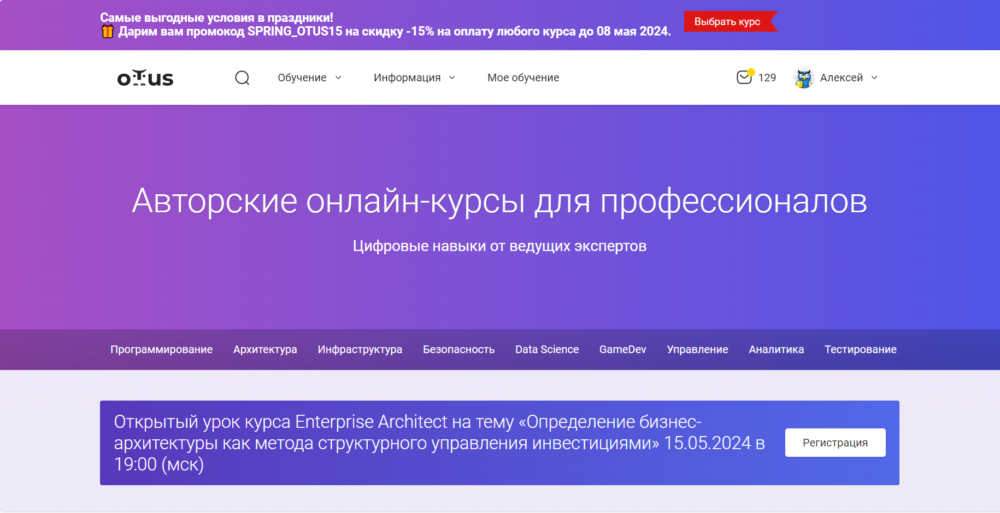 Самые выгодные условия в праздники!
🎁 Дарим вам промокод SPRING_OTUS15 на скидку -15% на оплату любого курса до 08 мая 2024.
Выбрать курс
oTus
Обучение
Информация
Мое обучение
129
Алексей
Авторские онлайн-курсы для профессионалов
Цифровые навыки от ведущих экспертов
Программирование Архитектура Инфраструктура Безопасность Data Science GameDev Управление Аналитика Тестирование
Открытый урок курса Enterprise Architect на тему «Определение бизнес-
архитектуры как метода структурного управления инвестициями» 15.05.2024 в
19:00 (мск)
Регистрация